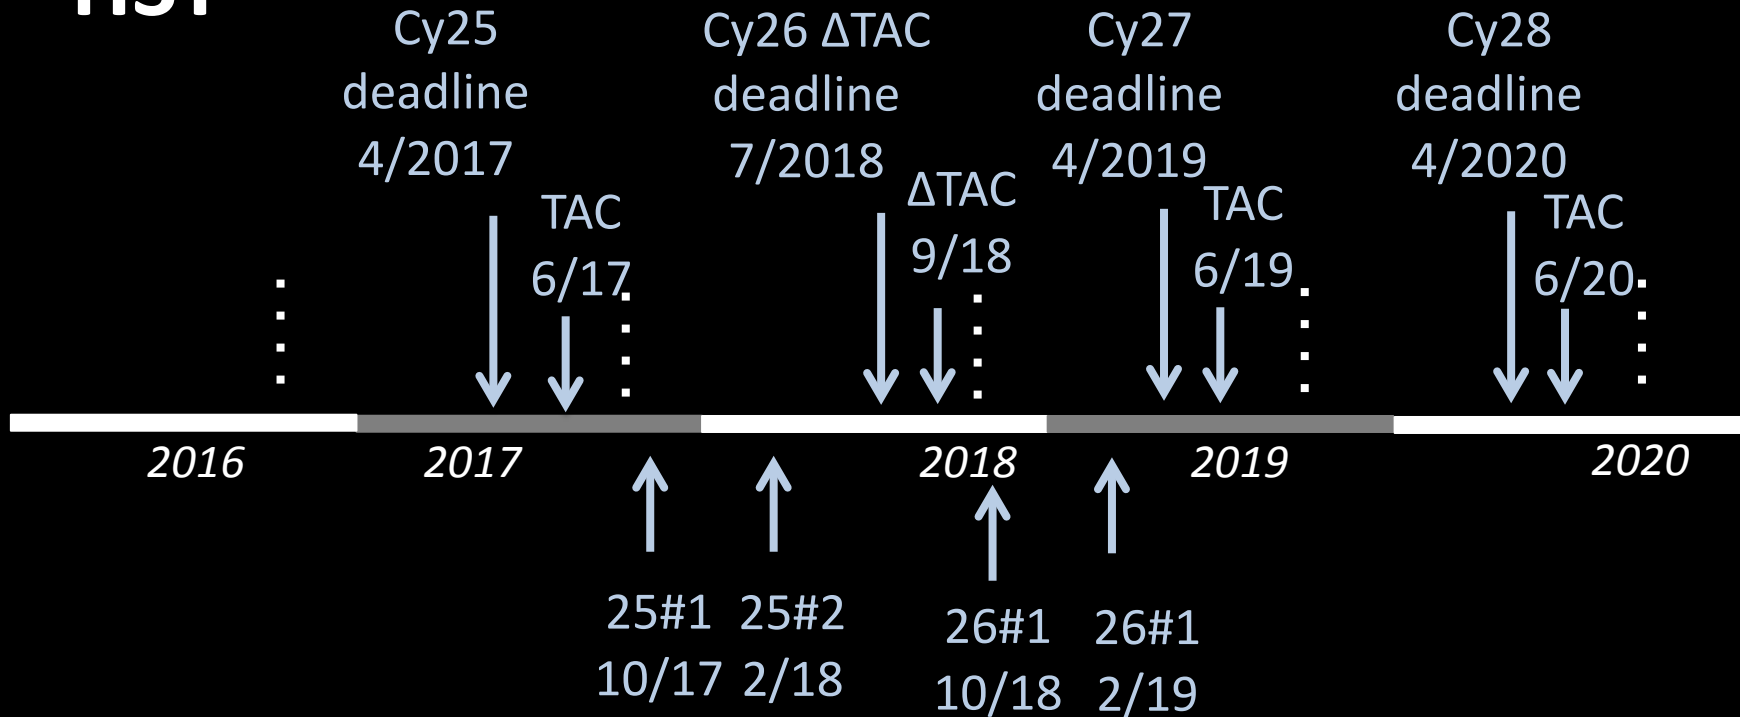 HST
Cy25
deadline
4/2017
Cy26 ΔTAC
deadline
7/2018
Cy27
deadline
4/2019
Cy28
deadline
4/2020
TAC
6/17
ΔTAC
9/18
TAC
6/19
TAC
6/20
2016
2017
2018
2019
2020
25#1
10/17
25#2
2/18
26#1
10/18
26#1
2/19